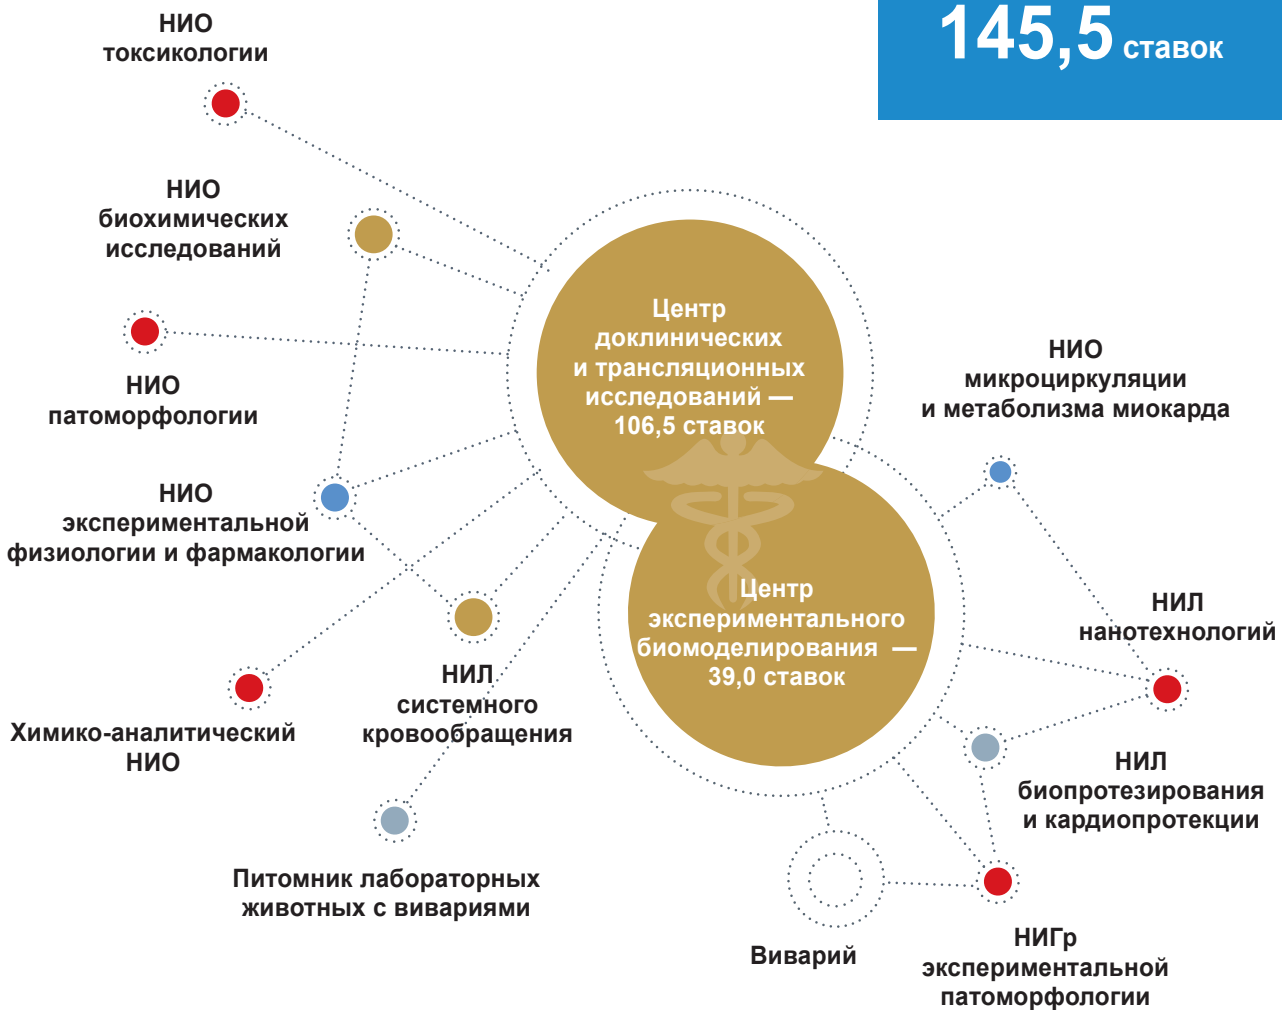 НИО
токсикологии
145,5 ставок
НИО
биохимических
исследований
НИО
патоморфологии
НИО
экспериментальной
физиологии и фармакологии
Химико-аналитический
НИО
НИЛ
системного
кровообращения
Питомник лабораторных
животных с вивариями
Центр
доклинических
и трансляционных
исследований —
106,5 ставок
Центр
экспериментального
биомоделирования —
39,0 ставок
НИО
микроциркуляции
и метаболизма миокарда
НИЛ
нанотехнологий
НИЛ
биопротезирования
и кардиопротекции
Виварий
НИГр
экспериментальной
патоморфологии